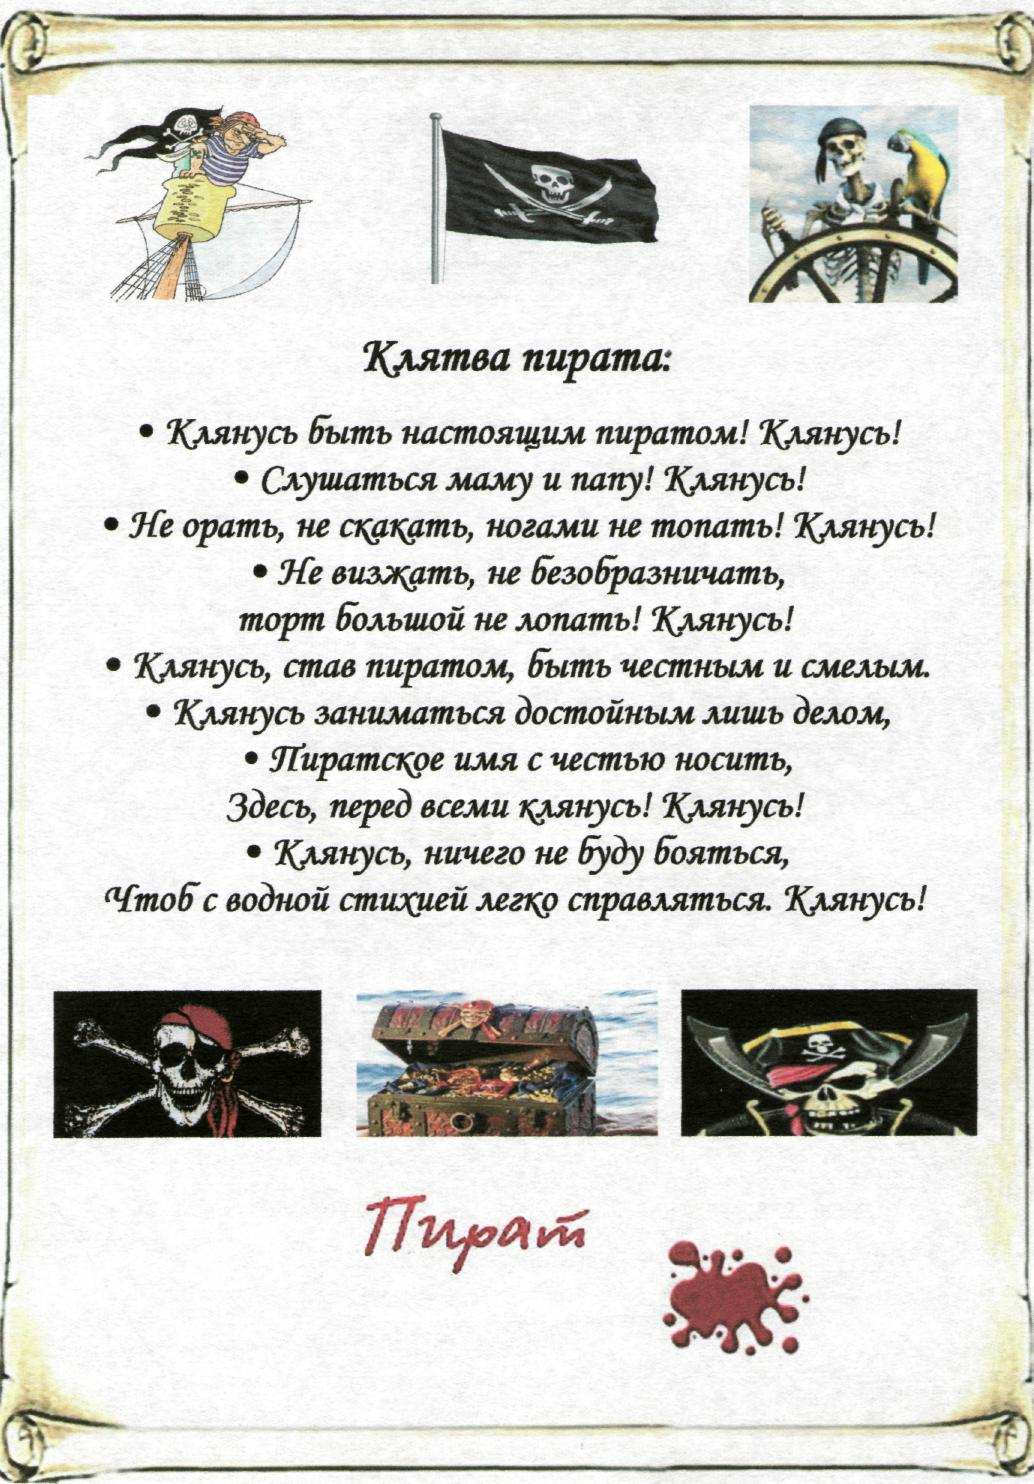 Клятва пирата:
• Клянусь быть настоящим пиратом! Клянусь!
• Слушаться маму и папу! Клянусь!
• Не орать, не скакать, ногами не топать! Клянусь!
• Не визжать, не безобразничать,
торт большой не лопать! Клянусь!
• Клянусь, став пиратом, быть честным и смелым.
• Клянусь заниматься достойным лишь делом,
• Пиратское имя с честью носить,
Здесь, перед всеми клянусь! Клянусь!
• Клянусь, ничего не буду бояться,
Чтоб с водной стихией легко справляться. Клянусь!
Пират